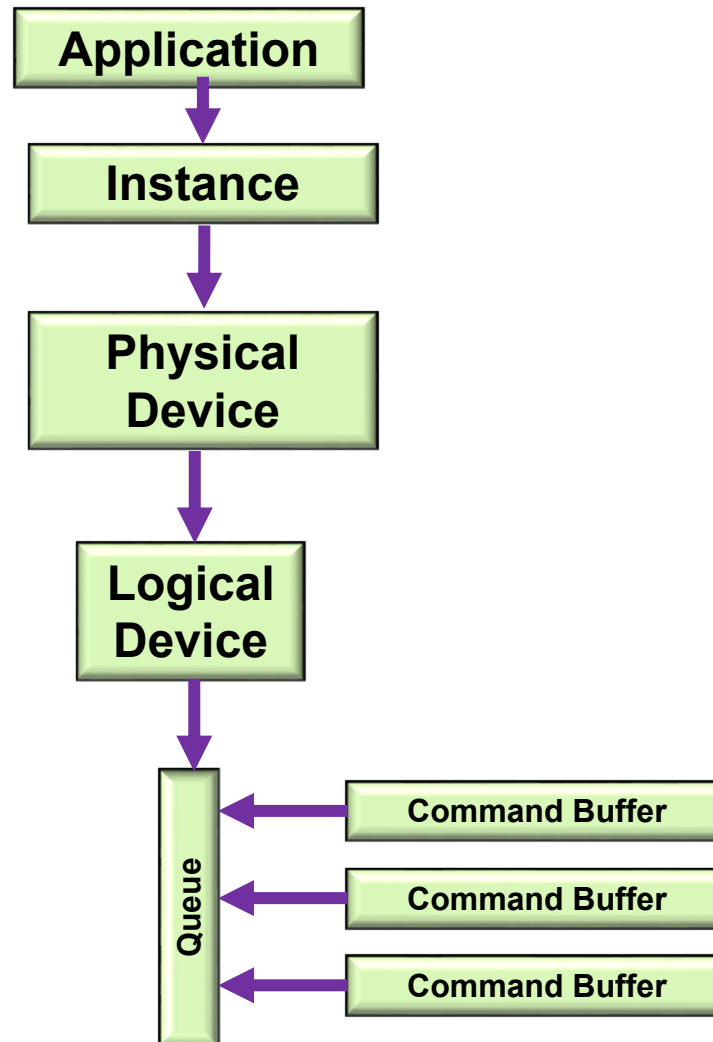 Application
Instance
Physical
Device
Logical
Device
Queue
Command Buffer
Command Buffer
Command Buffer